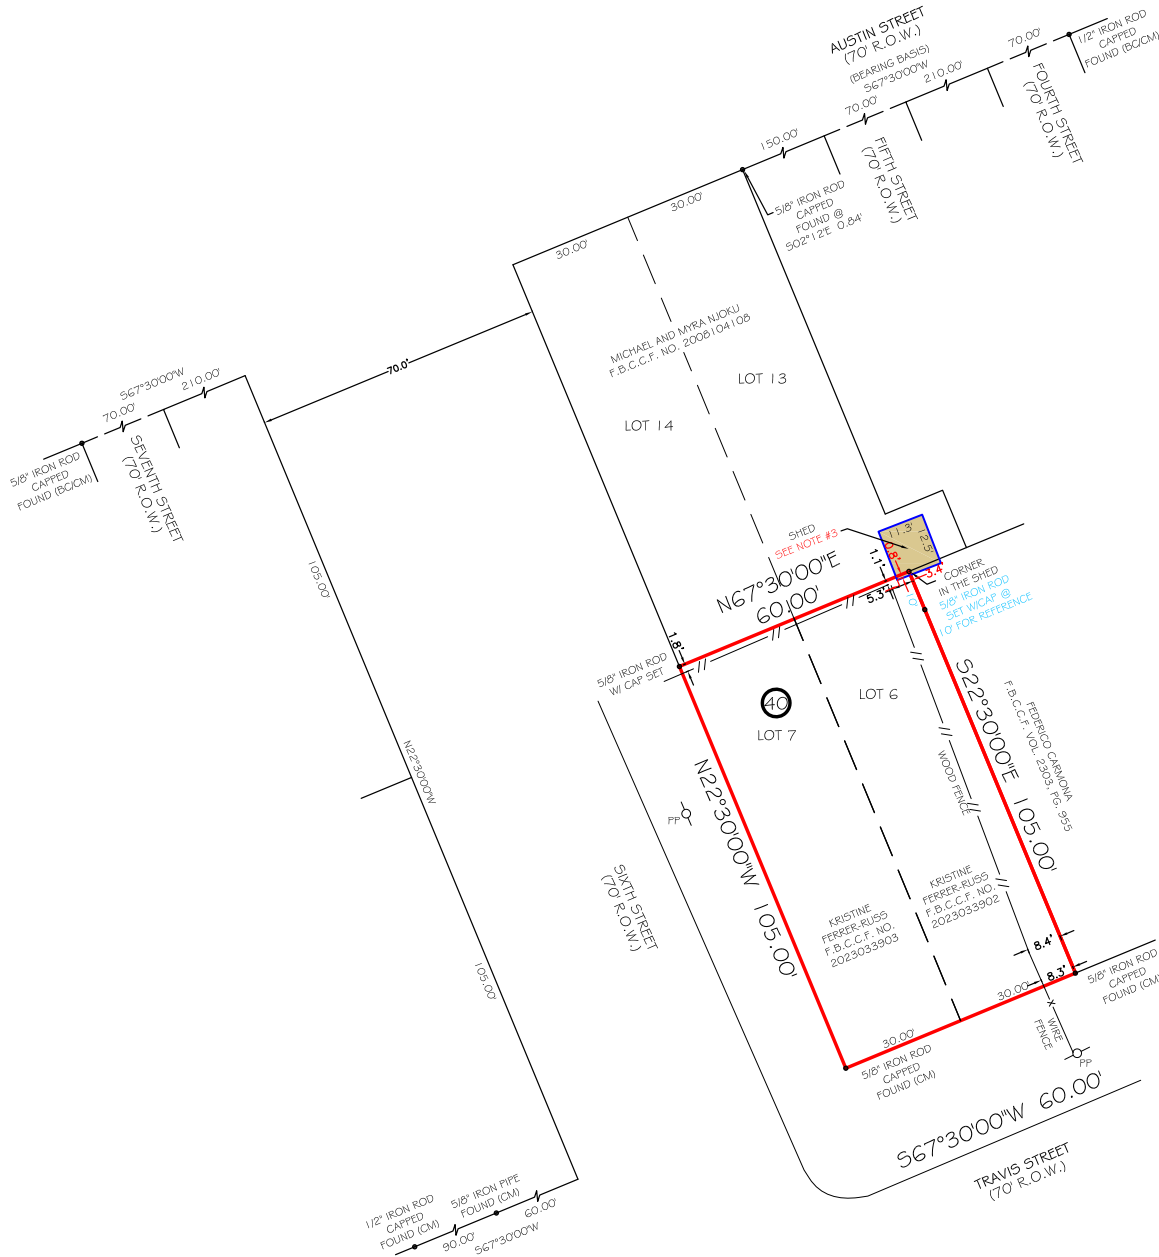 AUSTIN STREET
(70' R.O.W.)
(BEARING BASIS)
S67°30'00"W
70.00'
210.00'
70.00'
150.00'
1/2" IRON ROD
CAPPED
FOUND (BC/CM)
FOURTH STREET
(70' R.O.W.)
FIFTH STREET
(70' R.O.W.)
5/8" IRON ROD
CAPPED
FOUND @
S02°12'E 0.84'
30.00'
30.00'
MICHAEL AND MYRA NJOKU
F.B.C.C.F. NO. 2008104108
LOT 13
LOT 14
70.0'
S67°30'00"W
210.00'
70.00'
5/8" IRON ROD
CAPPED
FOUND (BC/CM)
SEVENTH STREET
(70' R.O.W.)
105.00'
N22°30'00"W
105.00'
SHED
SEE NOTE #3
11.3'
12.5'
0.8'
3.4'
1.1'
5.3'
10'
CORNER
IN THE SHED
5/8" IRON ROD
SET W/CAP @
10' FOR REFERENCE
N67°30'00"E
60.00'
1.8'
5/8" IRON ROD
W/ CAP SET
40
LOT 7
LOT 6
S22°30'00"E 105.00'
FEDERICO CARMONA
F.B.C.C.F. VOL. 2303, PG. 955
WOOD FENCE
N22°30'00"W 105.00'
PP
SIXTH STREET
(70' R.O.W.)
KRISTINE
FERRER-RUSS
F.B.C.C.F. NO.
2023033903
KRISTINE
FERRER-RUSS
F.B.C.C.F. NO.
2023033902
8.4'
8.3'
5/8" IRON ROD
CAPPED
FOUND (CM)
30.00'
30.00'
X
WIRE
FENCE
PP
5/8" IRON ROD
CAPPED
FOUND (CM)
S67°30'00"W 60.00'
TRAVIS STREET
(70' R.O.W.)
1/2" IRON ROD
CAPPED
FOUND (CM)
5/8" IRON PIPE
FOUND (CM)
90.00'
60.00'
S67°30'00"W